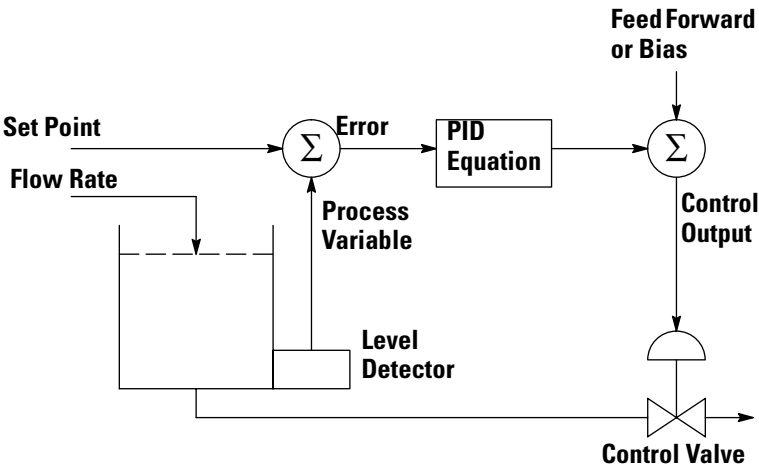 Feed Forward
or Bias
Set Point
Σ
Error
PID
Equation
Σ
Flow Rate
Process
Variable
Control
Output
Level
Detector
Control Valve